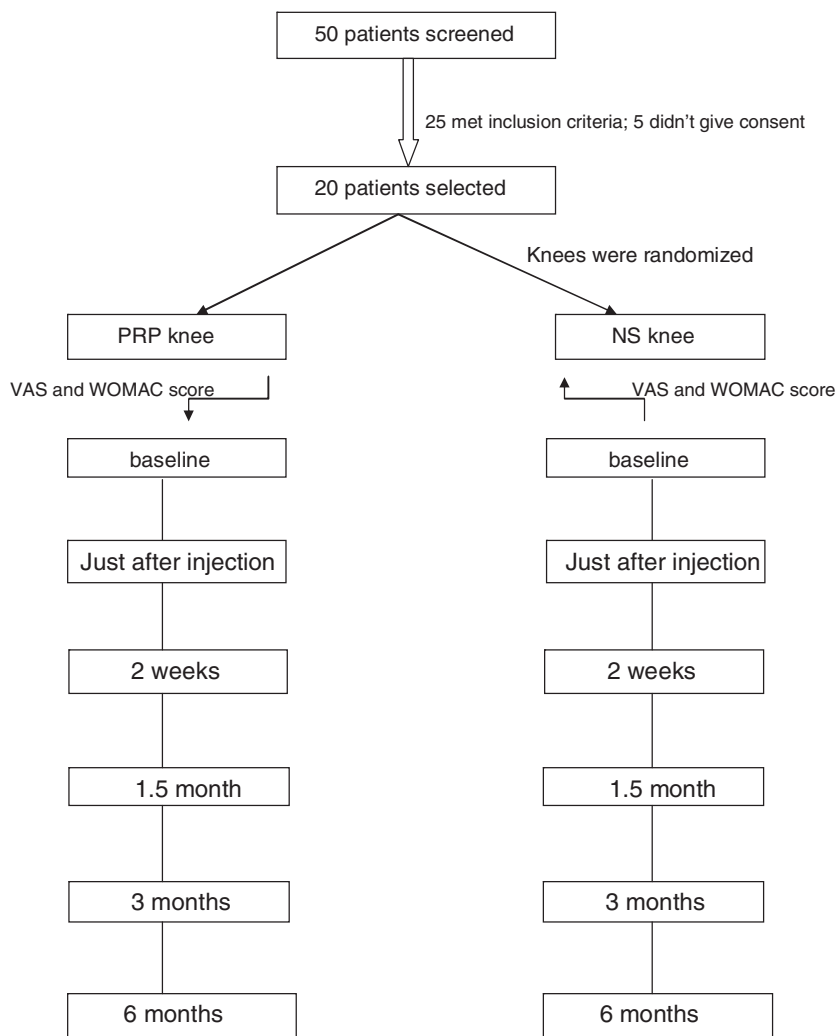 50 patients screened
25 met inclusion criteria; 5 didn't give consent
20 patients selected
Knees were randomized
PRP knee
NS knee
VAS and WOMAC score
VAS and WOMAC score
baseline
baseline
Just after injection
Just after injection
2 weeks
2 weeks
1.5 month
1.5 month
3 months
3 months
6 months
6 months